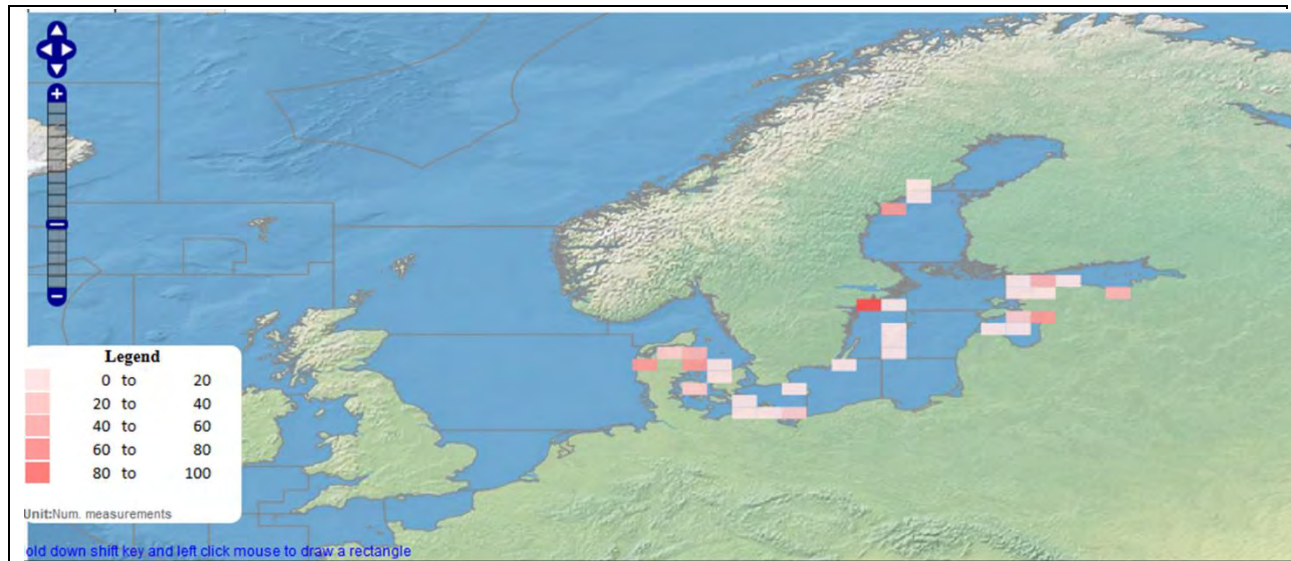 Legend
0 to 20
20 to 40
40 to 60
60 to 80
80 to 100
Unit:Num. measurements
old down shift key and left click mouse to draw a rectangle